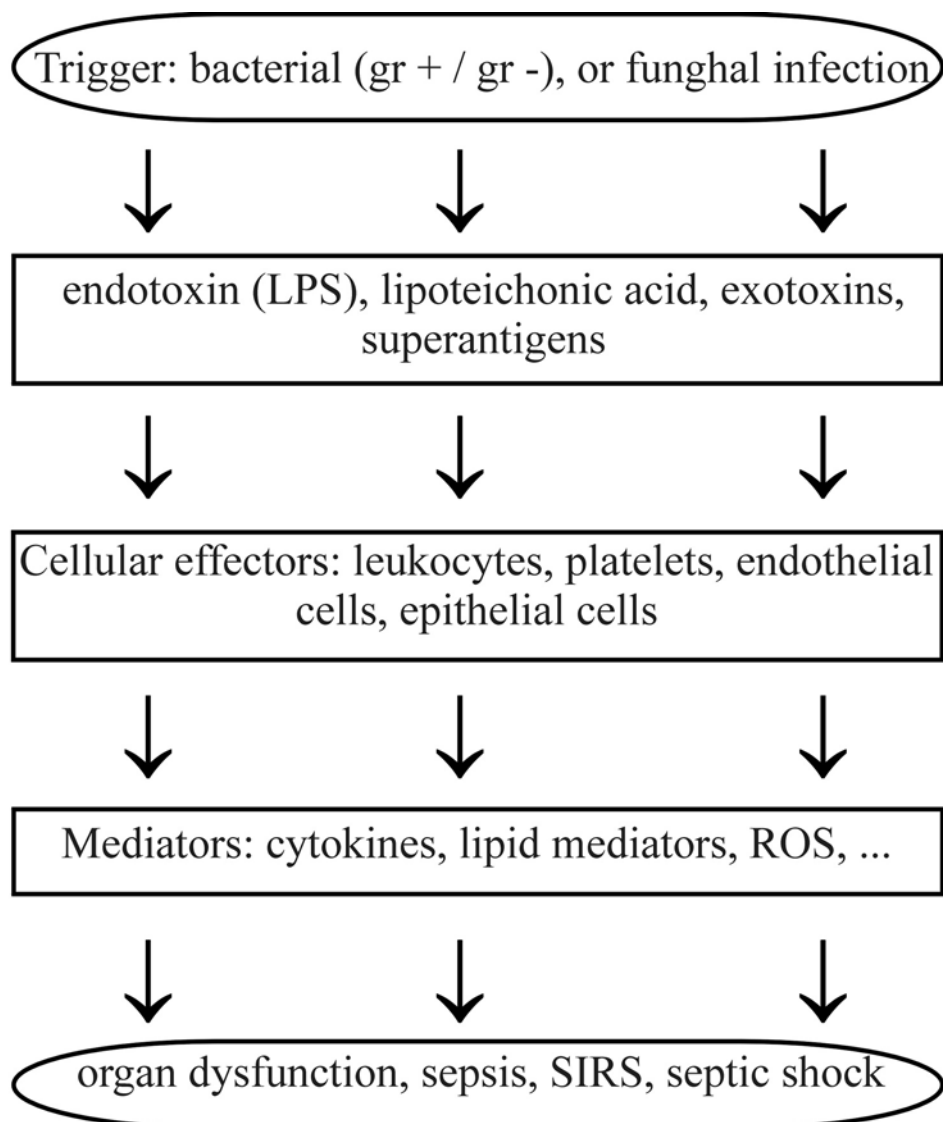 Trigger: bacterial (gr + / gr -), or funghal infection
endotoxin (LPS), lipoteichonic acid, exotoxins,
superantigens
Cellular effectors: leukocytes, platelets, endothelial
cells, epithelial cells
Mediators: cytokines, lipid mediators, ROS, ...
organ dysfunction, sepsis, SIRS, septic shock